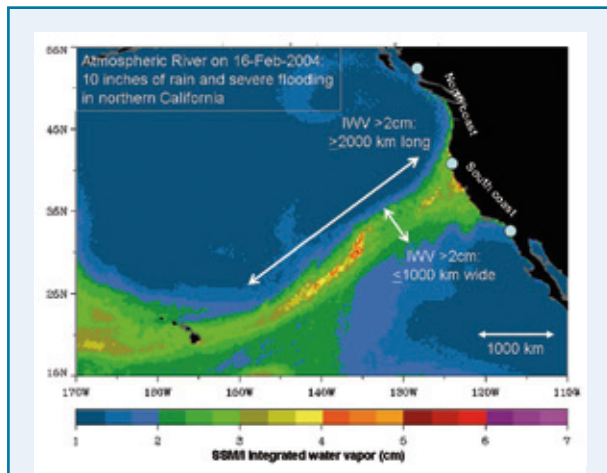 Atmospheric River on 16-Feb-2004:
10 inches of rain and severe flooding
in northern California
IWV >2cm:
≥2000 km long
North coast
South coast
IWV >2cm:
≤1000 km wide
1000 km
55N
45N
35N
25N
15N
170W 160W 150W 140W 130W 120W 110W
1 2 3 4 5 6 7
SSM/I Integrated water vapor (cm)